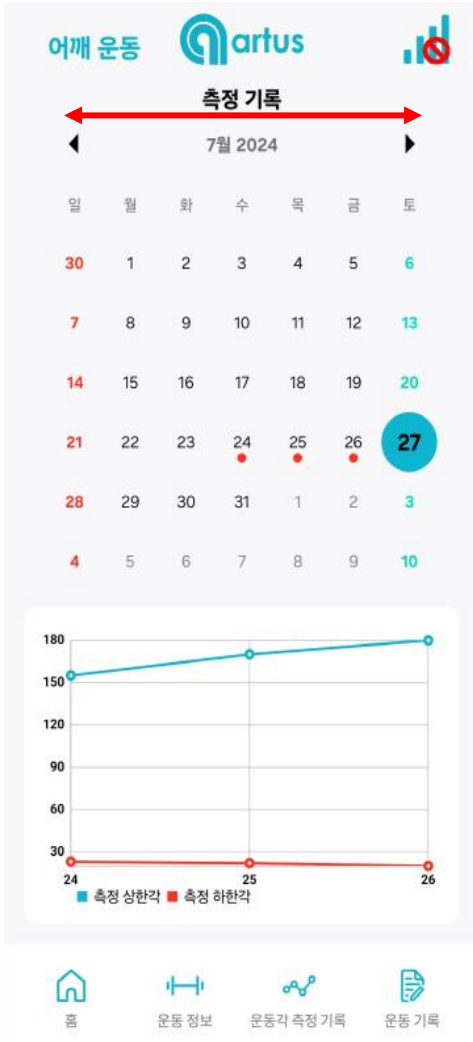 어깨 운동 artus
측정 기록
7월 2024
일 월 화 수 목 금 토
30 1 2 3 4 5 6
7 8 9 10 11 12 13
14 15 16 17 18 19 20
21 22 23 24 25 26 27
28 29 30 31 1 2 3
4 5 6 7 8 9 10
180
150
120
90
60
30
24 25 26
측정 상한각 측정 하한각
홈 운동 정보 운동각 측정 기록 운동 기록